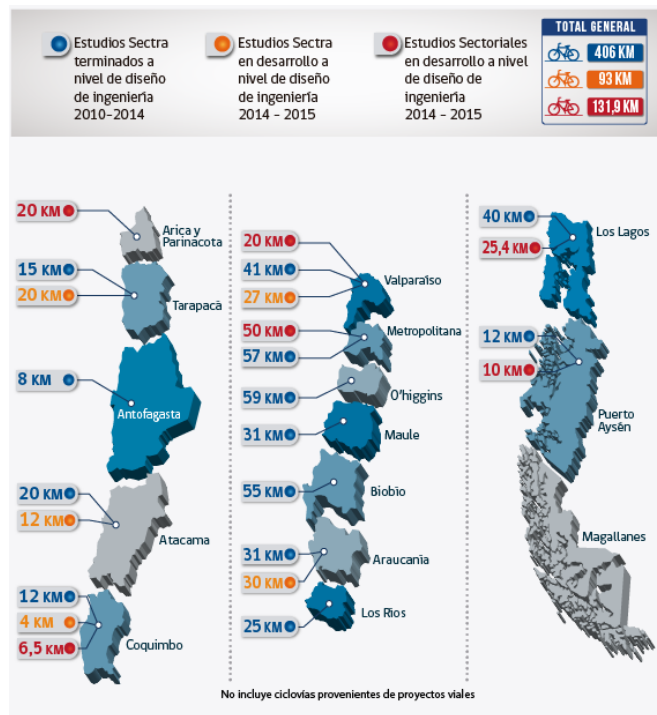 Estudios Sectra
terminados a
nivel de diseño
de ingeniería
2010-2014
Estudios Sectra
en desarrollo a
nivel de diseño
de ingeniería
2014 - 2015
Estudios Sectoriales
en desarrollo a nivel
de diseño de
ingeniería
2014 - 2015
TOTAL GENERAL
406 KM
93 KM
131,9 KM
20 KM
Arica y
Parinacota
15 KM
20 KM
Tarapacá
8 KM
Antofagasta
20 KM
12 KM
Atacama
12 KM
4 KM
6,5 KM
Coquimbo
20 KM
41 KM
27 KM
Valparaíso
50 KM
57 KM
Metropolitana
59 KM
O'higgins
31 KM
Maule
55 KM
Biobío
31 KM
30 KM
Araucanía
25 KM
Los Ríos
40 KM
25,4 KM
Los Lagos
12 KM
10 KM
Puerto
Aysén
Magallanes
No incluye ciclovías provenientes de proyectos viales